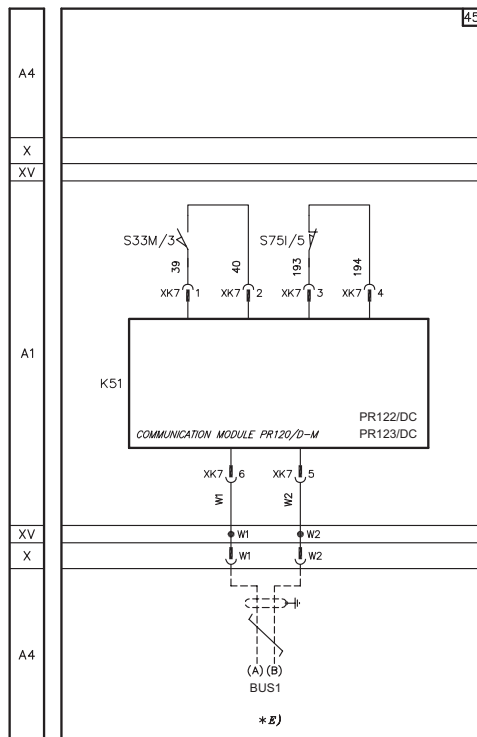 45
A4
X
XV
S33M/3 S75I/5
39 40 193 194
XK7 1 XK7 2 XK7 3 XK7 4
A1
K51
PR122/DC
COMMUNICATION MODULE PR120/D-M PR123/DC
XK7 6 XK7 5
W1 W2
XV W1 W2
X W1 W2
A4
(A) (B)
BUS1
*E)